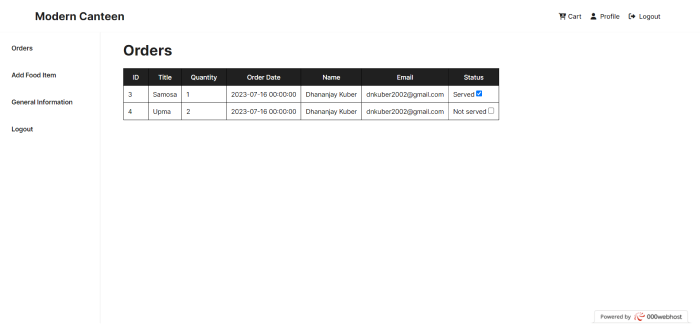 Modern Canteen
Cart Profile Logout
Orders
Add Food Item
General Information
Logout
Orders
ID Title Quantity Order Date Name Email Status
3 Samosa 1 2023-07-16 00:00:00 Dhananjay Kuber dnkuber2002@gmail.com Served
4 Upma 2 2023-07-16 00:00:00 Dhananjay Kuber dnkuber2002@gmail.com Not served
Powered by 000webhost